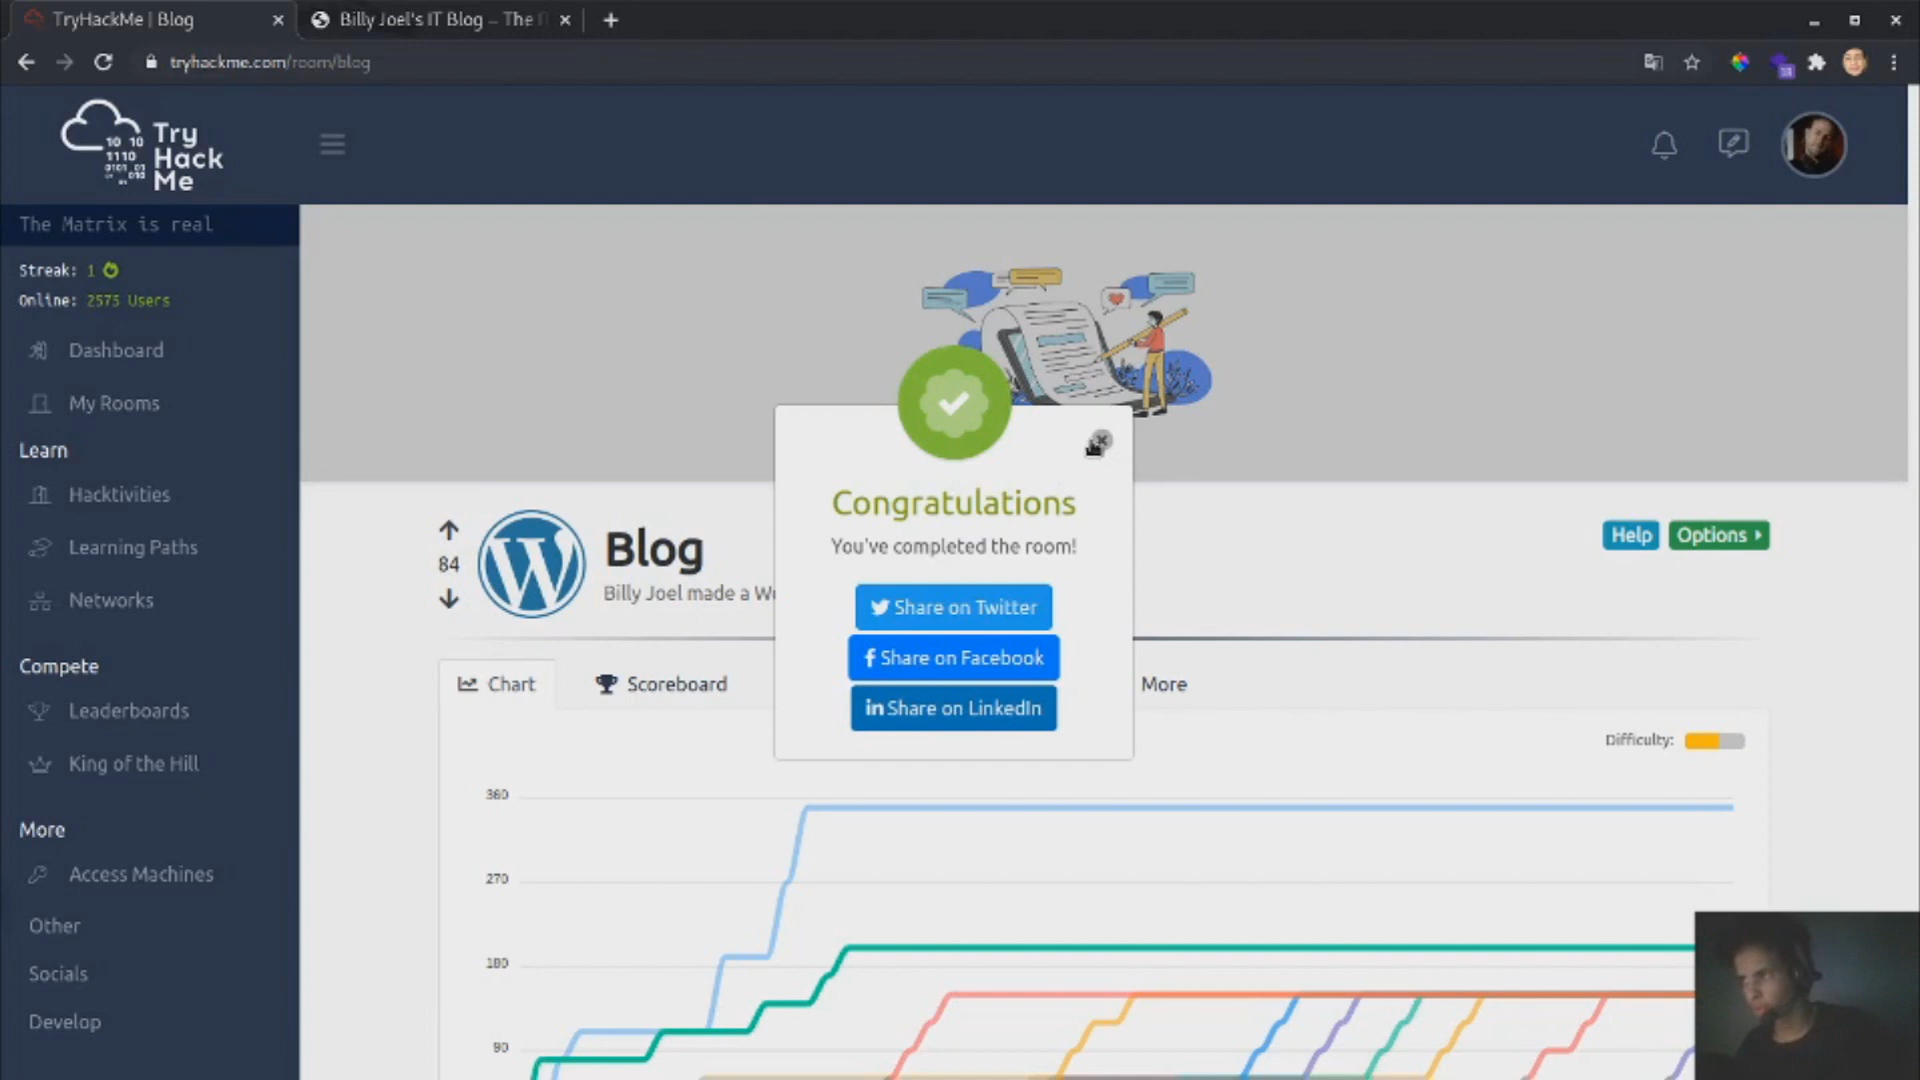 TryHackMe | Blog
Billy Joel's IT Blog – The
tryhackme.com/room/blog
Try
Hack
Me
The Matrix is real
Streak: 1
Online: 2575 Users
Dashboard
My Rooms
Learn
Hacktivities
Learning Paths
Networks
Compete
Leaderboards
King of the Hill
More
Access Machines
Other
Socials
Develop
Congratulations
You've completed the room!
Share on Twitter
Share on Facebook
Share on LinkedIn
84
Blog
Billy Joel made a
Help
Options
Chart
Scoreboard
More
Difficulty:
360
270
180
90